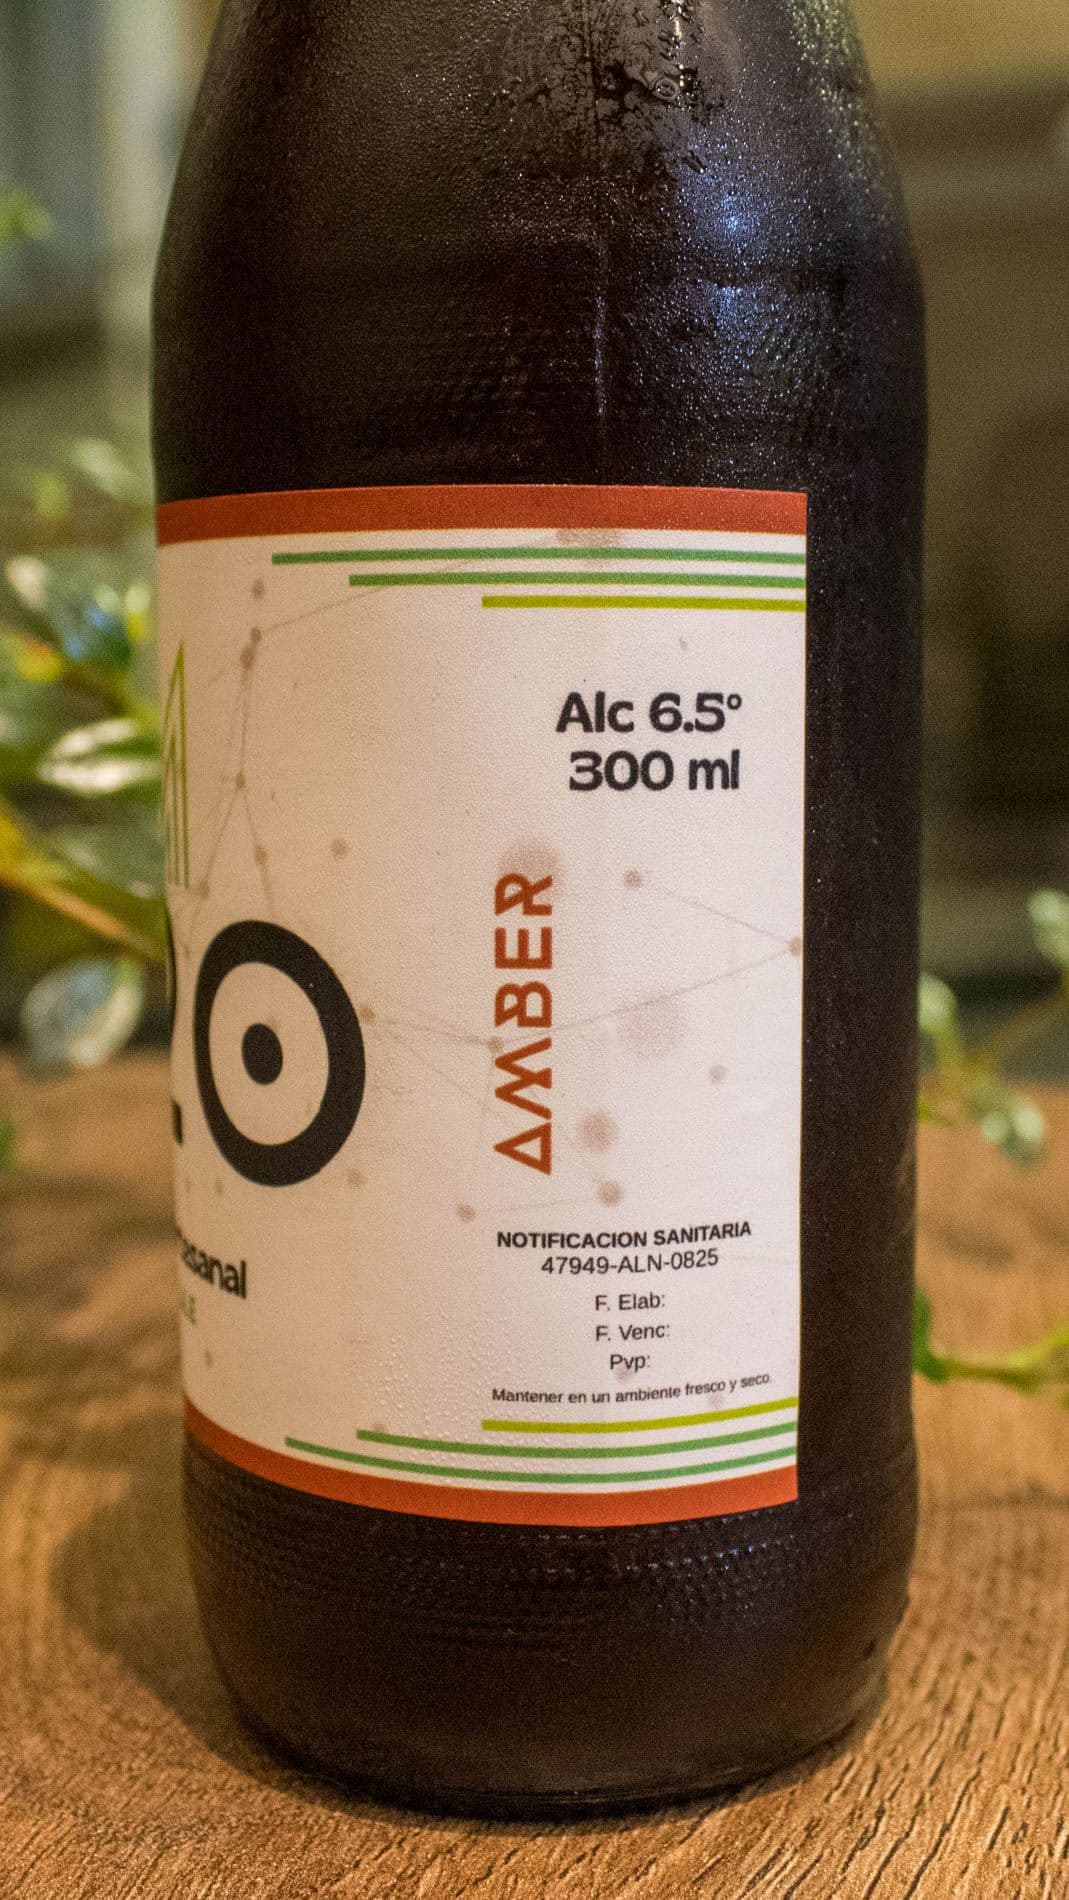 Alc 6.5°
300 ml
AMBER
NOTIFICACION SANITARIA
47949-ALN-0825
F. Elab:
F. Venc:
Pvp:
Mantener en un ambiente fresco y seco.